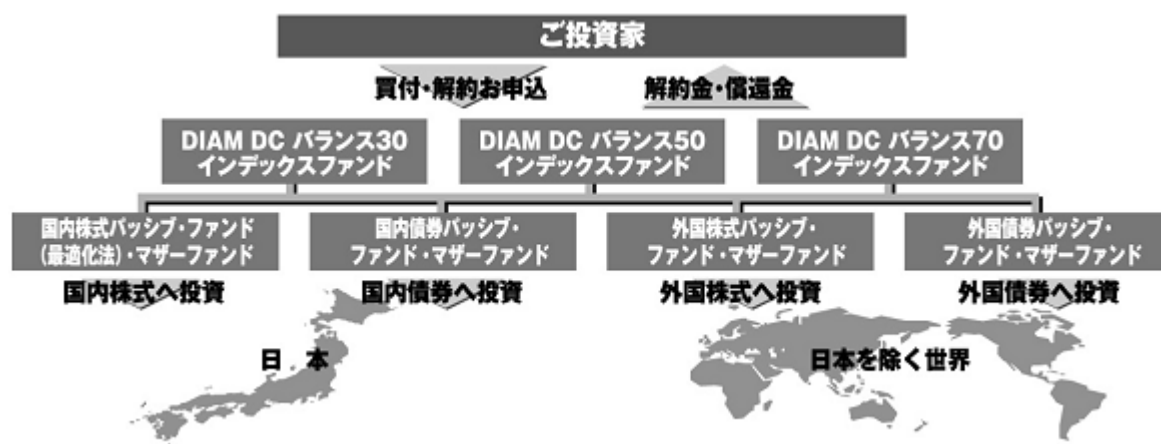 ご投資家
買付・解約お申込
解約金・償還金
DIAM DC バランス30
インデックスファンド
DIAM DC バランス50
インデックスファンド
DIAM DC バランス70
インデックスファンド
国内株式パッシブ・ファンド
(最適化法)・マザーファンド
国内債券パッシブ・
ファンド・マザーファンド
外国株式パッシブ・
ファンド・マザーファンド
外国債券パッシブ・
ファンド・マザーファンド
国内株式へ投資
国内債券へ投資
外国株式へ投資
外国債券へ投資
日 本
日本を除く世界